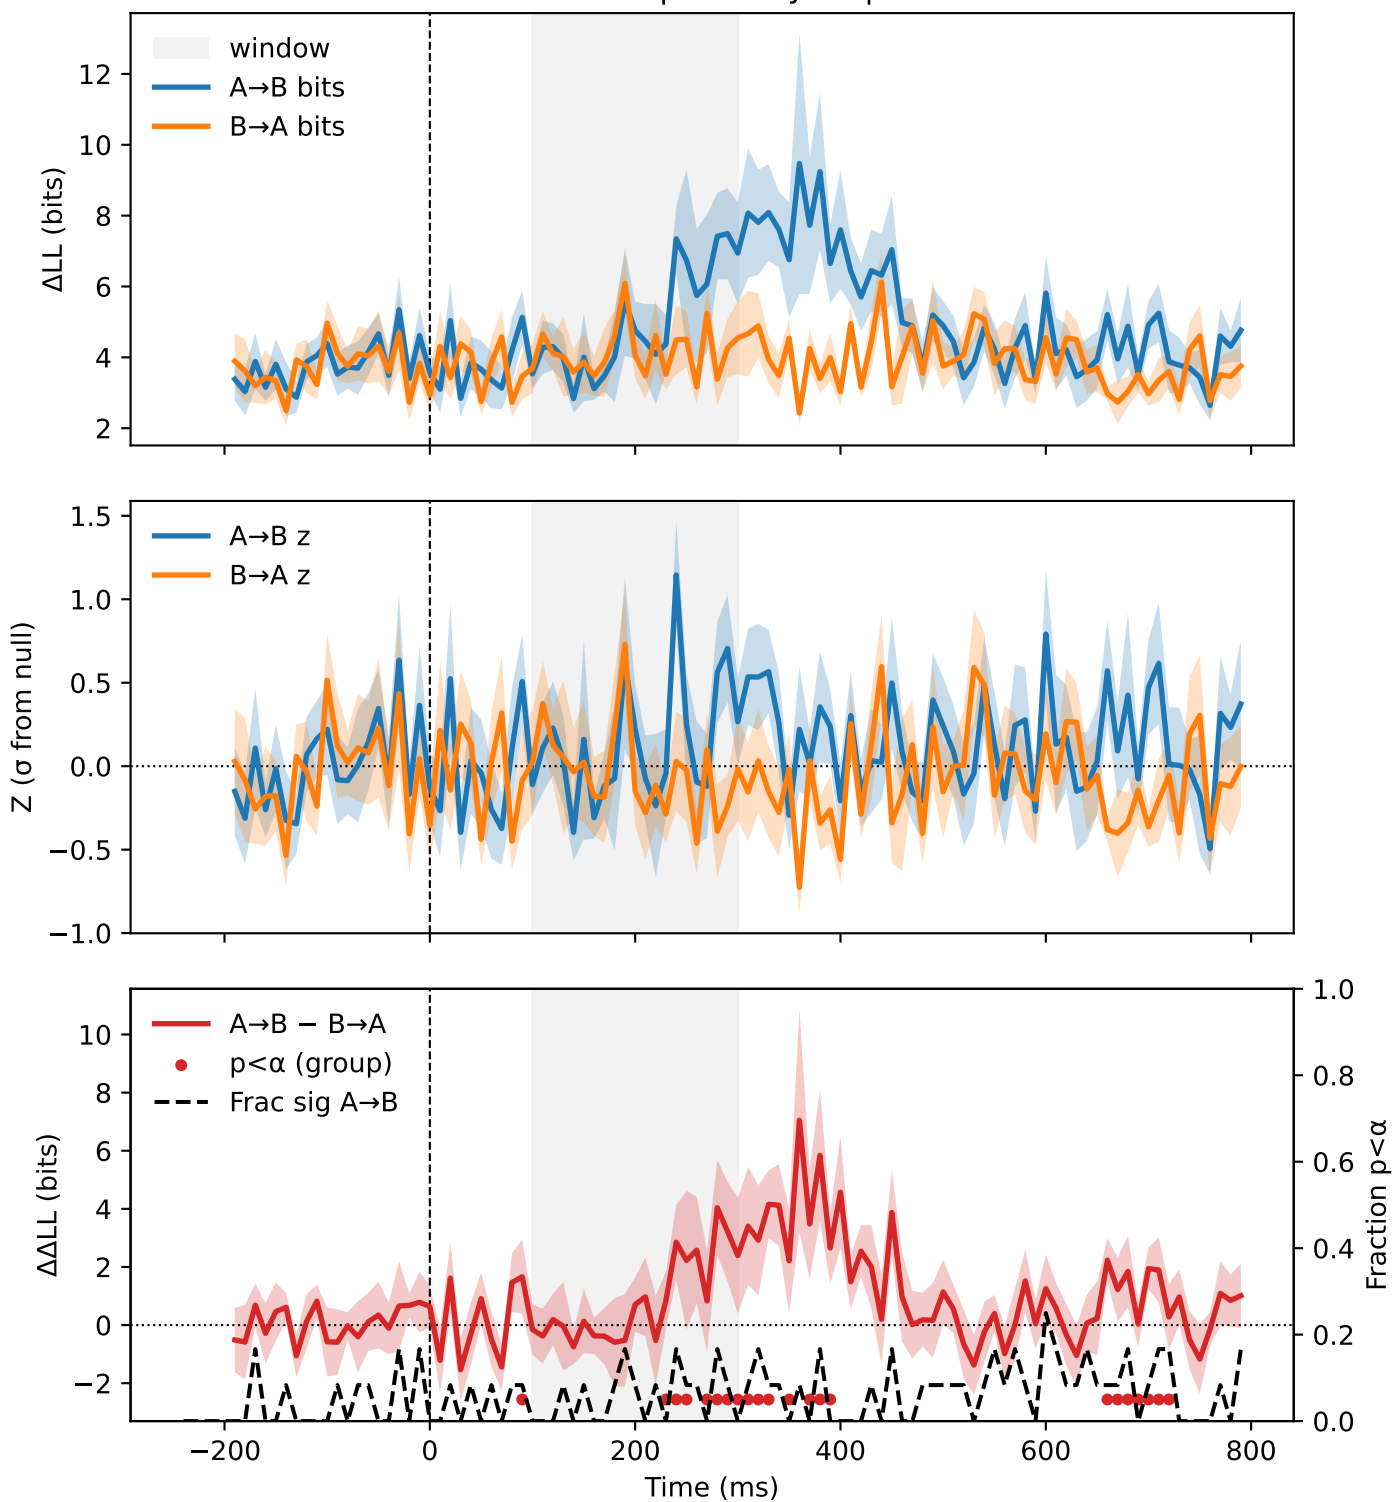 window
A→B bits
B→A bits
ΔLL (bits)
12
10
8
6
4
2
A→B z
B→A z
Z (σ from null)
1.5
1.0
0.5
0.0
−0.5
−1.0
A→B − B→A
p<α (group)
Frac sig A→B
ΔΔLL (bits)
10
8
6
4
2
0
−2
1.0
0.8
0.6
0.4
0.2
0.0
Fraction p<α
−200 0 200 400 600 800
Time (ms)